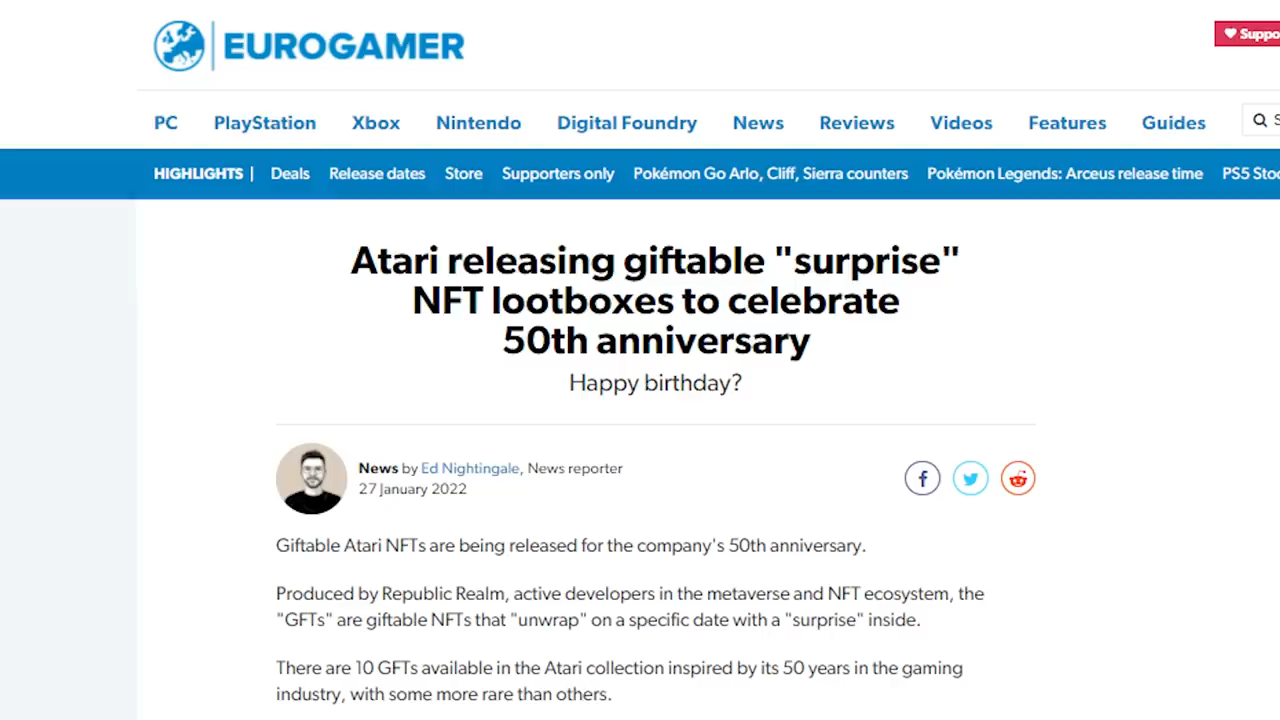 EUROGAMER
Suppo
PC PlayStation Xbox Nintendo Digital Foundry News Reviews Videos Features Guides S
HIGHLIGHTS | Deals Release dates Store Supporters only Pokémon Go Arlo, Cliff, Sierra counters Pokémon Legends: Arceus release time PS5 Stoc
Atari releasing giftable "surprise"
NFT lootboxes to celebrate
50th anniversary
Happy birthday?
News by Ed Nightingale, News reporter
27 January 2022
Giftable Atari NFTs are being released for the company's 50th anniversary.
Produced by Republic Realm, active developers in the metaverse and NFT ecosystem, the
"GFTs" are giftable NFTs that "unwrap" on a specific date with a "surprise" inside.
There are 10 GFTs available in the Atari collection inspired by its 50 years in the gaming
industry, with some more rare than others.